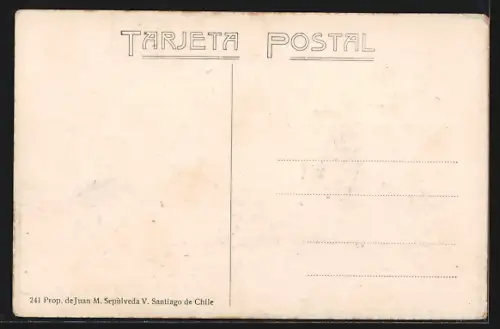 TARJETA POSTAL
241 Prop. de Juan M. Sepúlveda V. Santiago de Chile